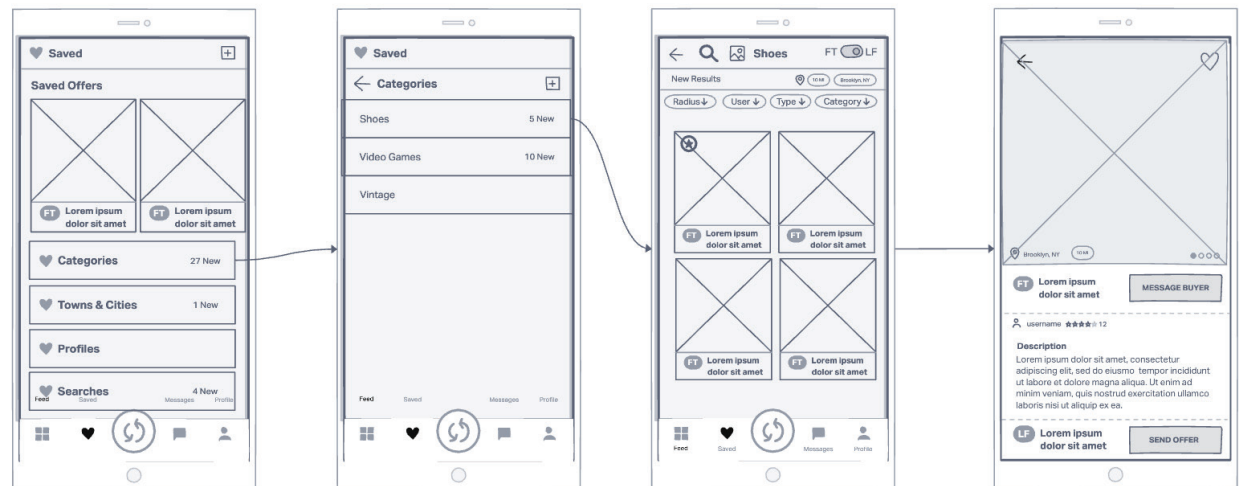 Saved
Saved Offers
FT Lorem ipsum
dolor sit amet
FT Lorem ipsum
dolor sit amet
Categories 27 New
Towns & Cities 1 New
Profiles
Searches 4 New
Feed Saved Messages Profile
Saved
Categories
Shoes 5 New
Video Games 10 New
Vintage
Feed Saved Messages Profile
Shoes FT LF
New Results 10 MI Brooklyn, NY
Radius User Type Category
FT Lorem ipsum
dolor sit amet
FT Lorem ipsum
dolor sit amet
FT Lorem ipsum
dolor sit amet
FT Lorem ipsum
dolor sit amet
Feed Saved Messages Profile
Brooklyn, NY 10 MI
FT Lorem ipsum
dolor sit amet
MESSAGE BUYER
username 12
Description
Lorem ipsum dolor sit amet, consectetur
adipiscing elit, sed do eiusmo tempor incididunt
ut labore et dolore magna aliqua. Ut enim ad
minim veniam, quis nostrud exercitation ullamco
laboris nisi ut aliquip ex ea.
LF Lorem ipsum
dolor sit amet
SEND OFFER